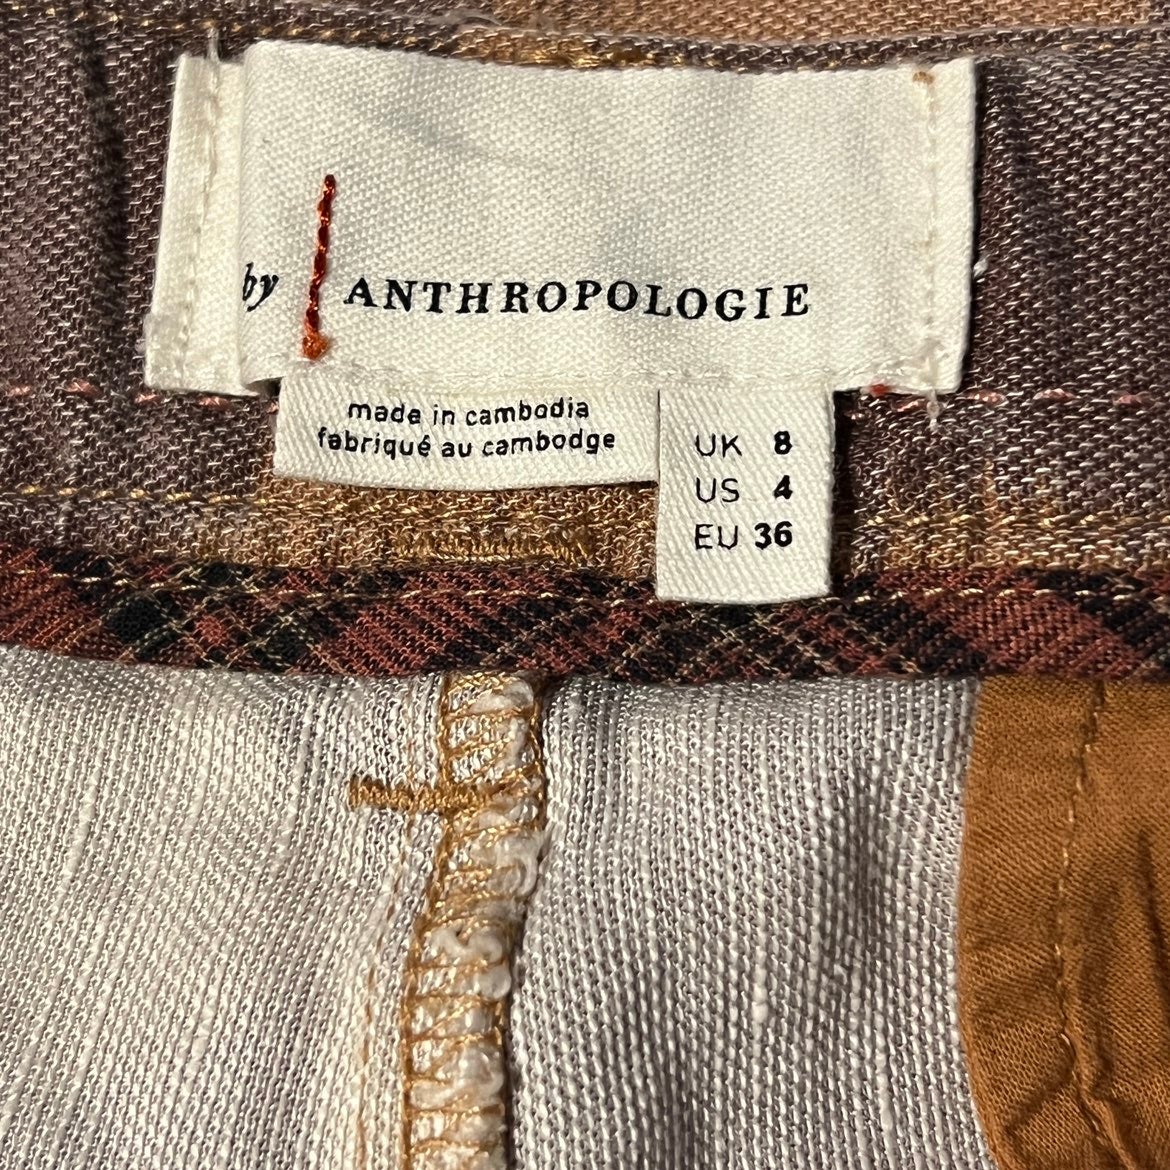 by ANTHROPOLOGIE
made in cambodia
fabriqué au cambodge
UK 8
US 4
EU 36